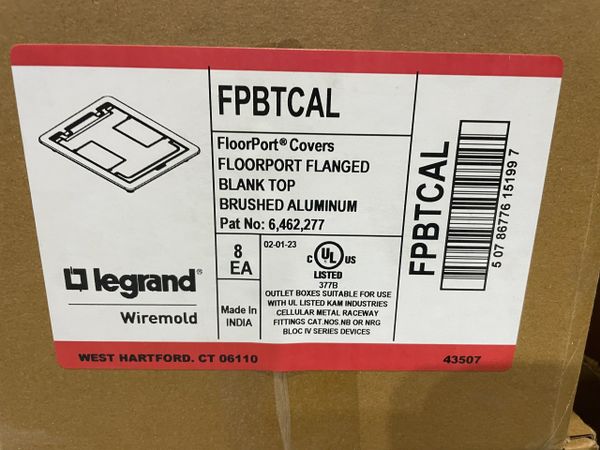 FPBTCAL
FloorPort® Covers
FLOORPORT FLANGED
BLANK TOP
BRUSHED ALUMINUM
Pat No: 6,462,277
8
EA
02-01-23
C UL US
LISTED
377B
OUTLET BOXES SUITABLE FOR USE
WITH UL LISTED KAM INDUSTRIES
CELLULAR METAL RACEWAY
FITTINGS CAT.NOS.NB OR NRG
BLOC IV SERIES DEVICES
Made In
INDIA
legrand®
Wiremold
FPBTCAL
5 07 86776 15199 7
WEST HARTFORD. CT 06110
43507